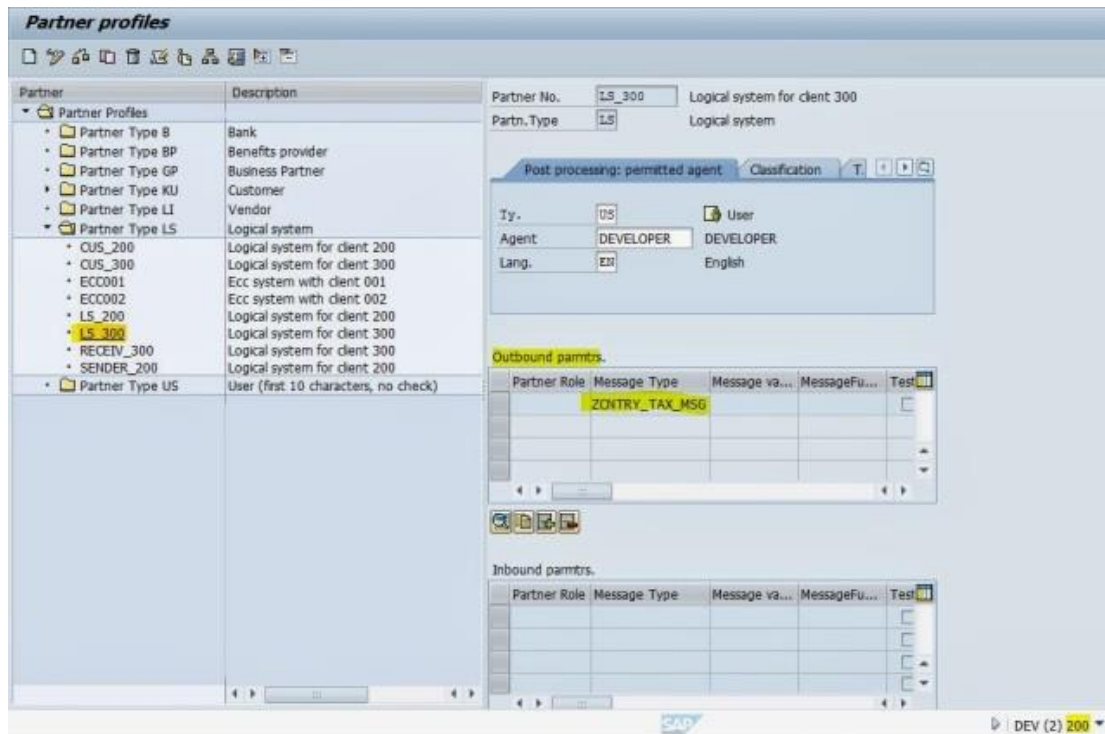 Partner profiles
Partner Description
Partner Profiles
Partner Type B Bank
Partner Type BP Benefits provider
Partner Type GP Business Partner
Partner Type KU Customer
Partner Type LI Vendor
Partner Type LS Logical system
CUS_200 Logical system for client 200
CUS_300 Logical system for client 300
ECC001 Ecc system with client 001
ECC002 Ecc system with client 002
LS_200 Logical system for client 200
LS_300 Logical system for client 300
RECEIV_300 Logical system for client 300
SENDER_200 Logical system for client 200
Partner Type US User (first 10 characters, no check)
Partner No. LS_300 Logical system for client 300
Partn.Type LS Logical system
Post processing: permitted agent Classification T.
Ty. US User
Agent DEVELOPER DEVELOPER
Lang. EN English
Outbound parmtrs.
Partner Role Message Type Message va... MessageFu... Test
ZCNTRY_TAX_MSG
Inbound parmtrs.
Partner Role Message Type Message va... MessageFu... Test
SAP DEV (2) 200